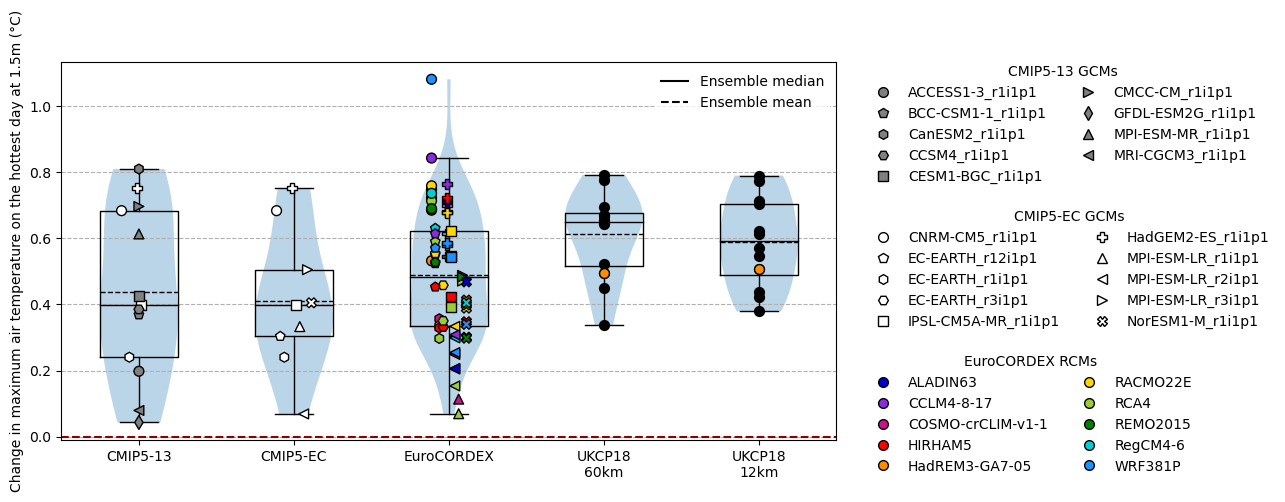 Change in maximum air temperature on the hottest day at 1.5m (°C)
1.0
0.8
0.6
0.4
0.2
0.0
Ensemble median
Ensemble mean
CMIP5-13
CMIP5-EC
EuroCORDEX
UKCP18
60km
UKCP18
12km
CMIP5-13 GCMs
ACCESS1-3_r1i1p1
BCC-CSM1-1_r1i1p1
CanESM2_r1i1p1
CCSM4_r1i1p1
CESM1-BGC_r1i1p1
CMCC-CM_r1i1p1
GFDL-ESM2G_r1i1p1
MPI-ESM-MR_r1i1p1
MRI-CGCM3_r1i1p1
CMIP5-EC GCMs
CNRM-CM5_r1i1p1
EC-EARTH_r12i1p1
EC-EARTH_r1i1p1
EC-EARTH_r3i1p1
IPSL-CM5A-MR_r1i1p1
HadGEM2-ES_r1i1p1
MPI-ESM-LR_r1i1p1
MPI-ESM-LR_r2i1p1
MPI-ESM-LR_r3i1p1
NorESM1-M_r1i1p1
EuroCORDEX RCMs
ALADIN63
CCLM4-8-17
COSMO-crCLIM-v1-1
HIRHAM5
HadREM3-GA7-05
RACMO22E
RCA4
REMO2015
RegCM4-6
WRF381P